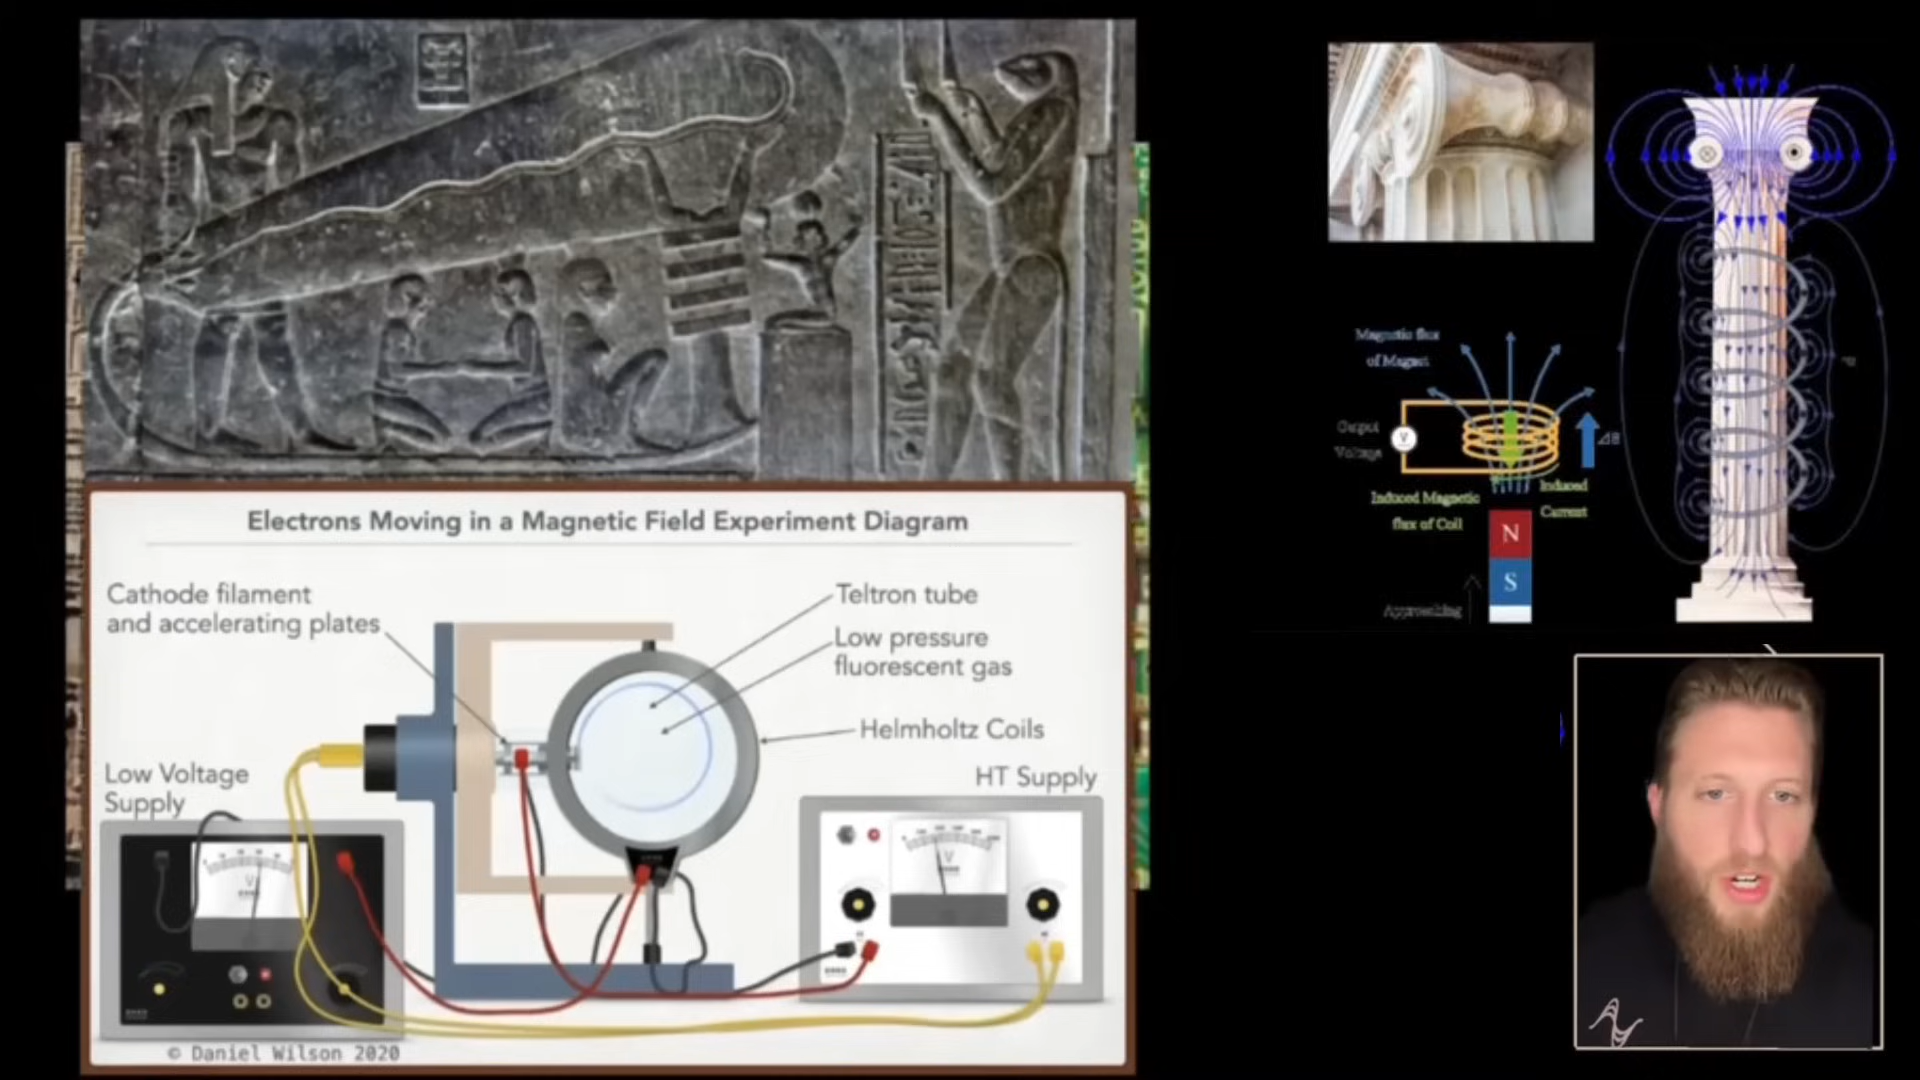 Electrons Moving in a Magnetic Field Experiment Diagram
Cathode filament
and accelerating plates
Teltron tube
Low pressure
fluorescent gas
Helmholtz Coils
HT Supply
Low Voltage
Supply
V
V
© Daniel Wilson 2020
Magnetic flux
of Magnet
Output
Voltage
V
ΔB
Induced Magnetic
flux of Coil
Induced
Current
N
S
Approaching